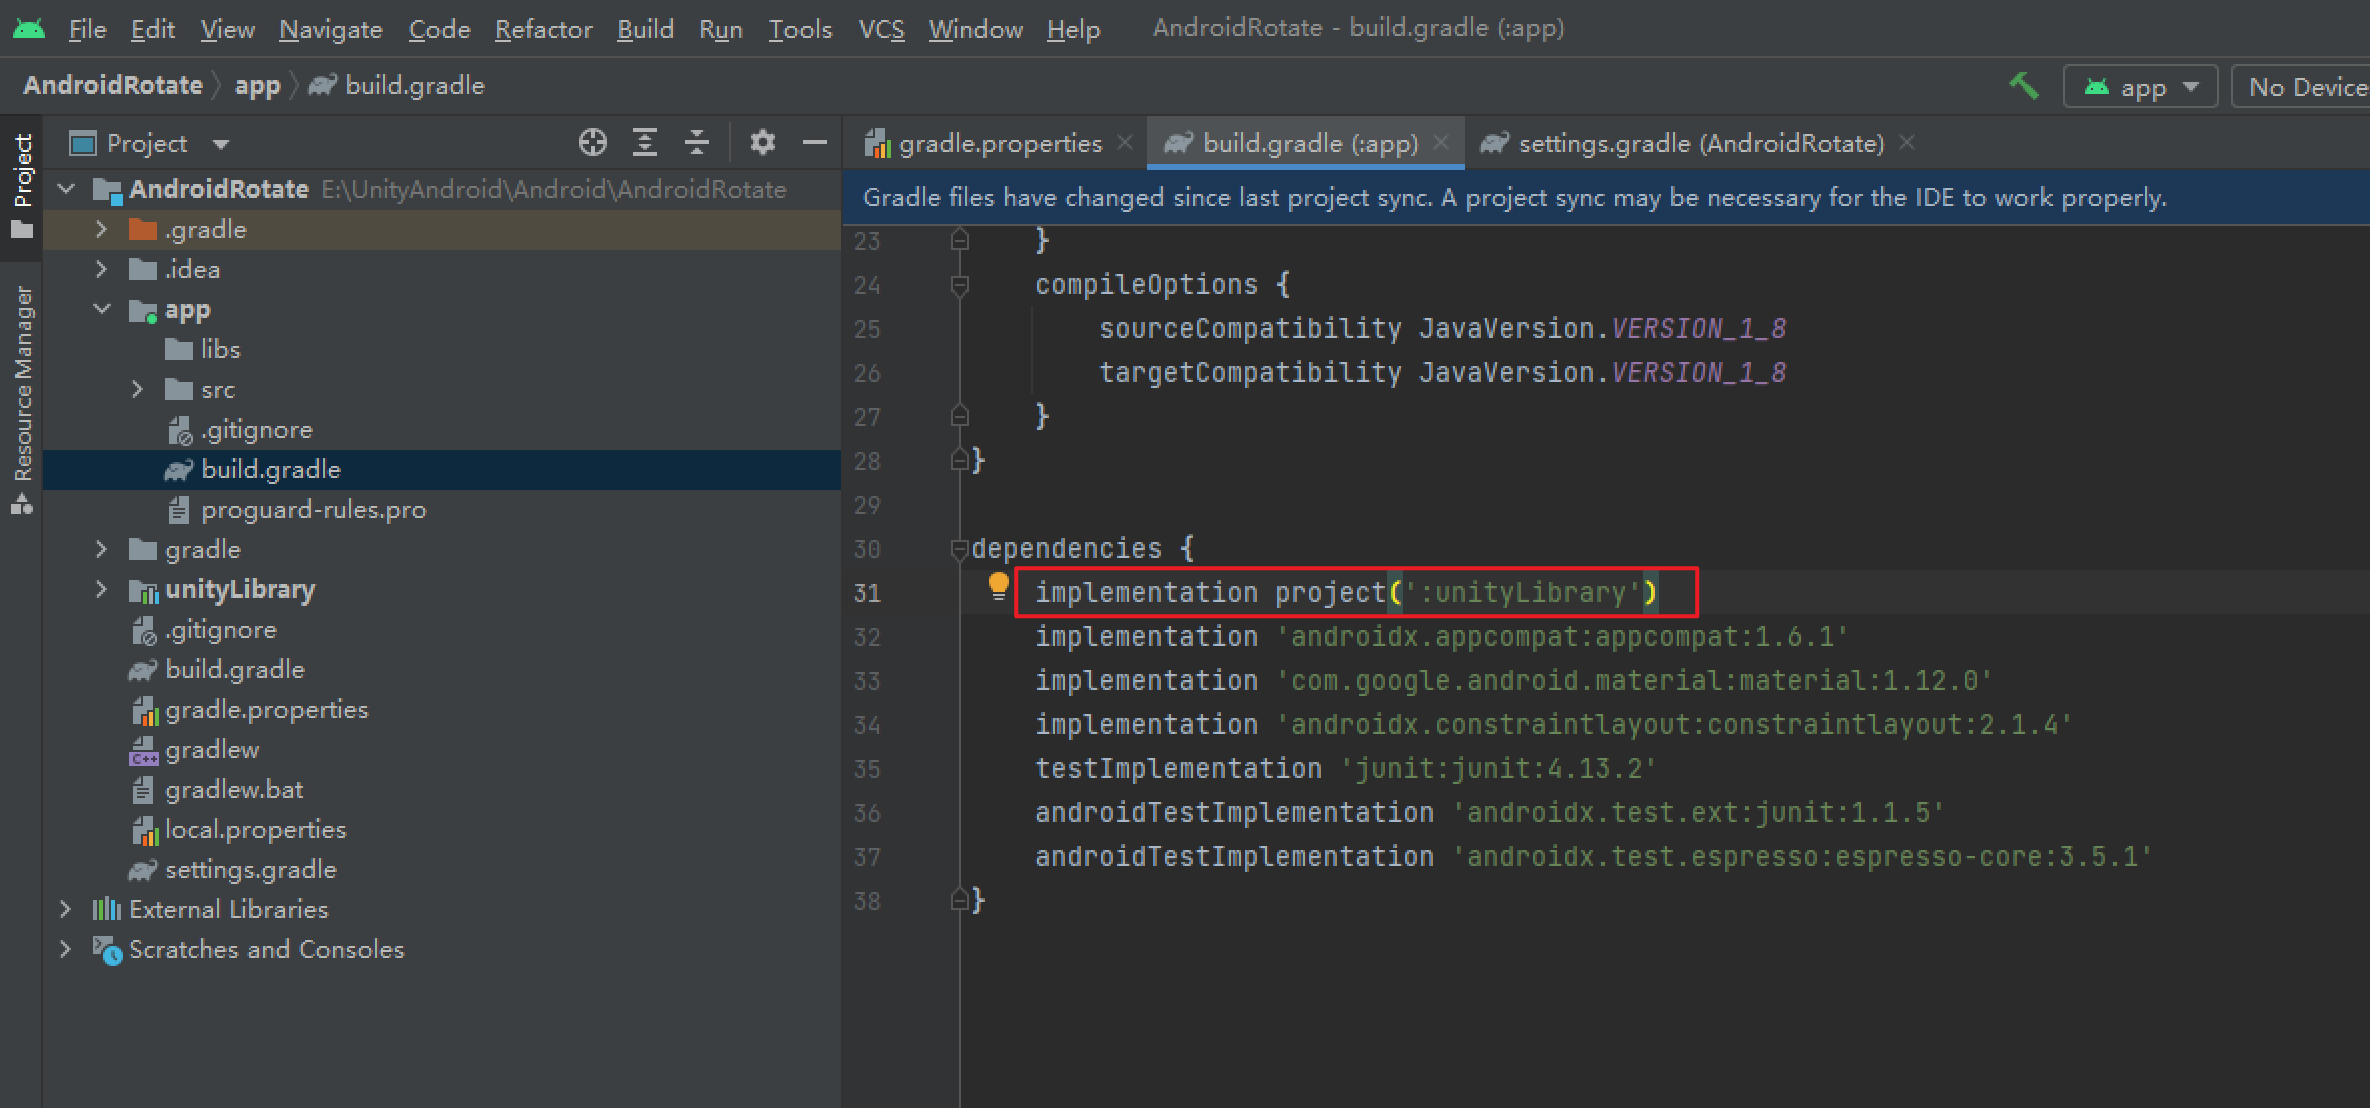 File Edit View Navigate Code Refactor Build Run Tools VCS Window Help AndroidRotate - build.gradle (:app)
AndroidRotate app build.gradle
app No Device
Project
Resource Manager
Project
AndroidRotate E:\UnityAndroid\Android\AndroidRotate
.gradle
.idea
app
libs
src
.gitignore
build.gradle
proguard-rules.pro
gradle
unityLibrary
.gitignore
build.gradle
gradle.properties
gradlew
gradlew.bat
local.properties
settings.gradle
External Libraries
Scratches and Consoles
gradle.properties build.gradle (:app) settings.gradle (AndroidRotate)
Gradle files have changed since last project sync. A project sync may be necessary for the IDE to work properly.
23 }
24 compileOptions {
25 sourceCompatibility JavaVersion.VERSION_1_8
26 targetCompatibility JavaVersion.VERSION_1_8
27 }
28 }
29
30 dependencies {
31 implementation project(':unityLibrary')
32 implementation 'androidx.appcompat:appcompat:1.6.1'
33 implementation 'com.google.android.material:material:1.12.0'
34 implementation 'androidx.constraintlayout:constraintlayout:2.1.4'
35 testImplementation 'junit:junit:4.13.2'
36 androidTestImplementation 'androidx.test.ext:junit:1.1.5'
37 androidTestImplementation 'androidx.test.espresso:espresso-core:3.5.1'
38 }